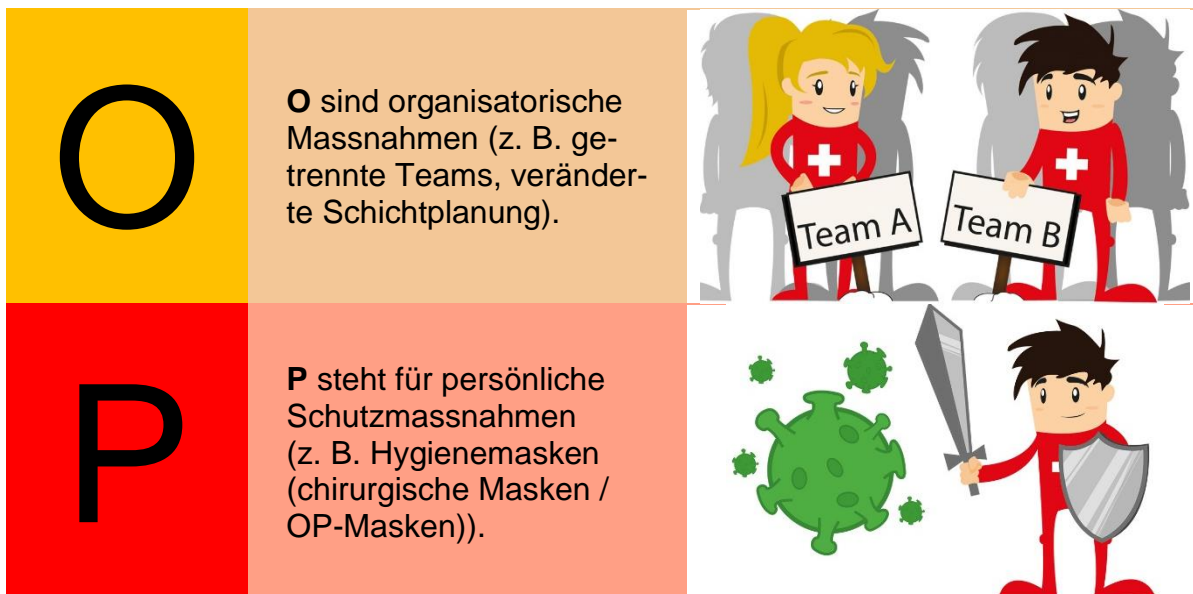 O
O sind organisatorische
Massnahmen (z. B. ge-
trennte Teams, veränder-
te Schichtplanung).
Team A
Team B
P
P steht für persönliche
Schutzmassnahmen
(z. B. Hygienemasken
(chirurgische Masken /
OP-Masken)).